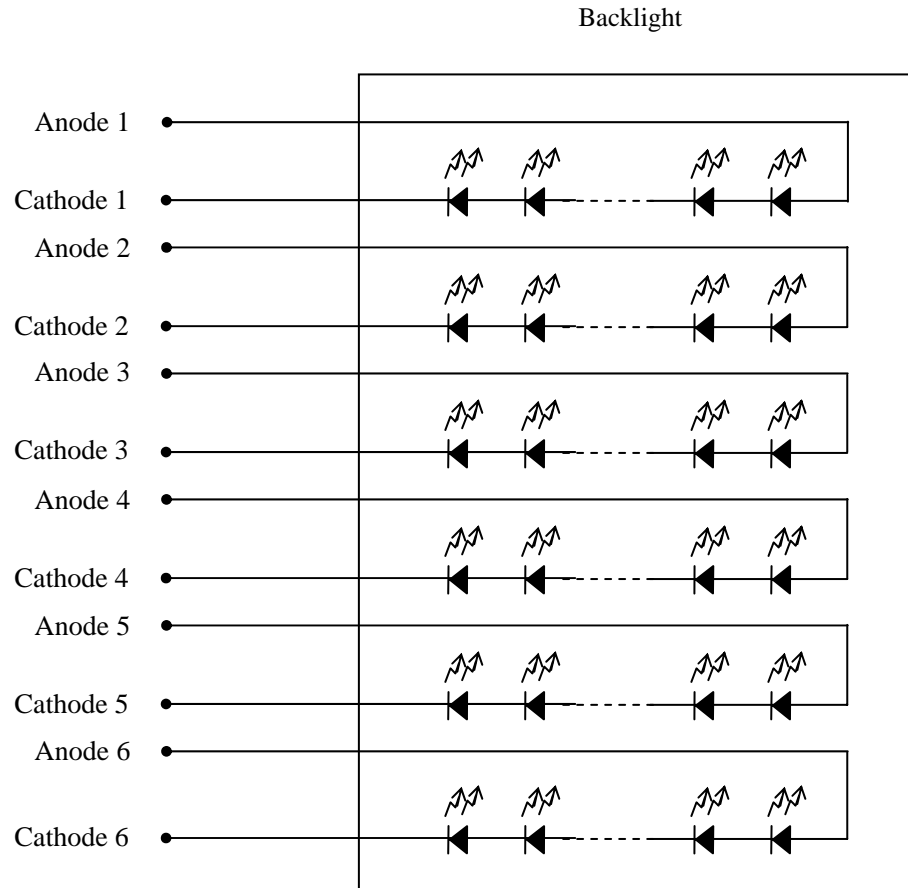 Backlight
Anode 1
Cathode 1
Anode 2
Cathode 2
Anode 3
Cathode 3
Anode 4
Cathode 4
Anode 5
Cathode 5
Anode 6
Cathode 6